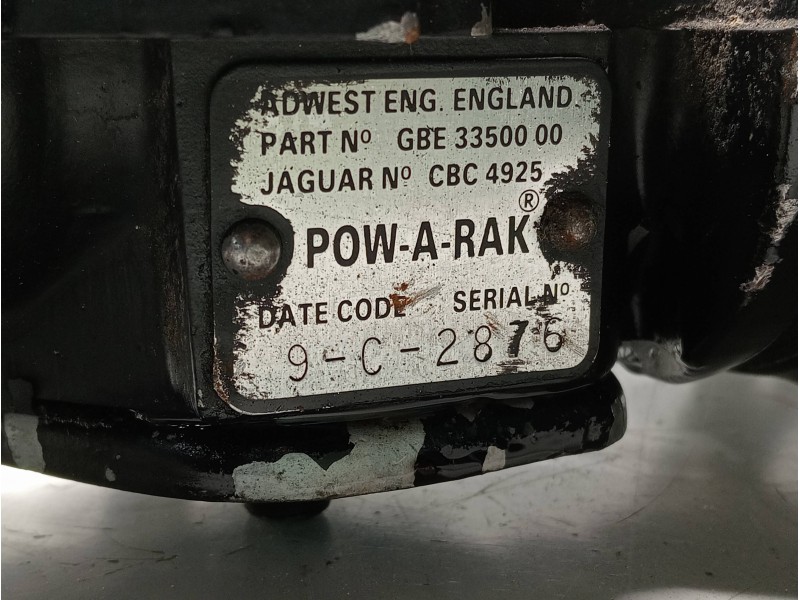 ADWEST ENG. ENGLAND.
PART Nº GBE 33500 00
JAGUAR Nº CBC 4925
POW-A-RAK®
DATE CODE SERIAL Nº
9-C-2876